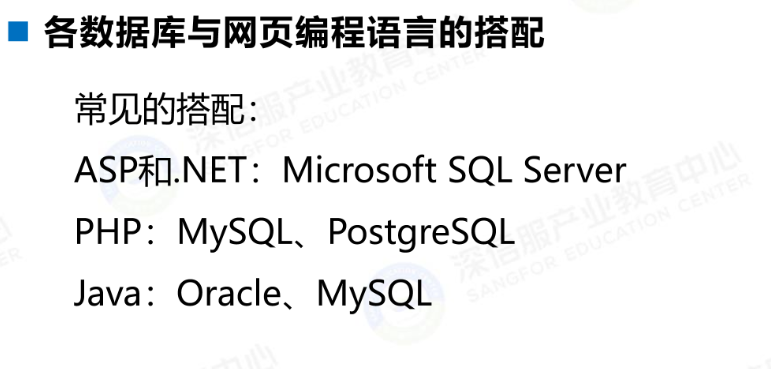 各数据库与网页编程语言的搭配
常见的搭配：
ASP和.NET：Microsoft SQL Server
PHP：MySQL、PostgreSQL
Java：Oracle、MySQL
深信服产业教育中心
SANGFOR EDUCATION CENTER
深信服产业教育中心
SANGFOR EDUCATION CENTER